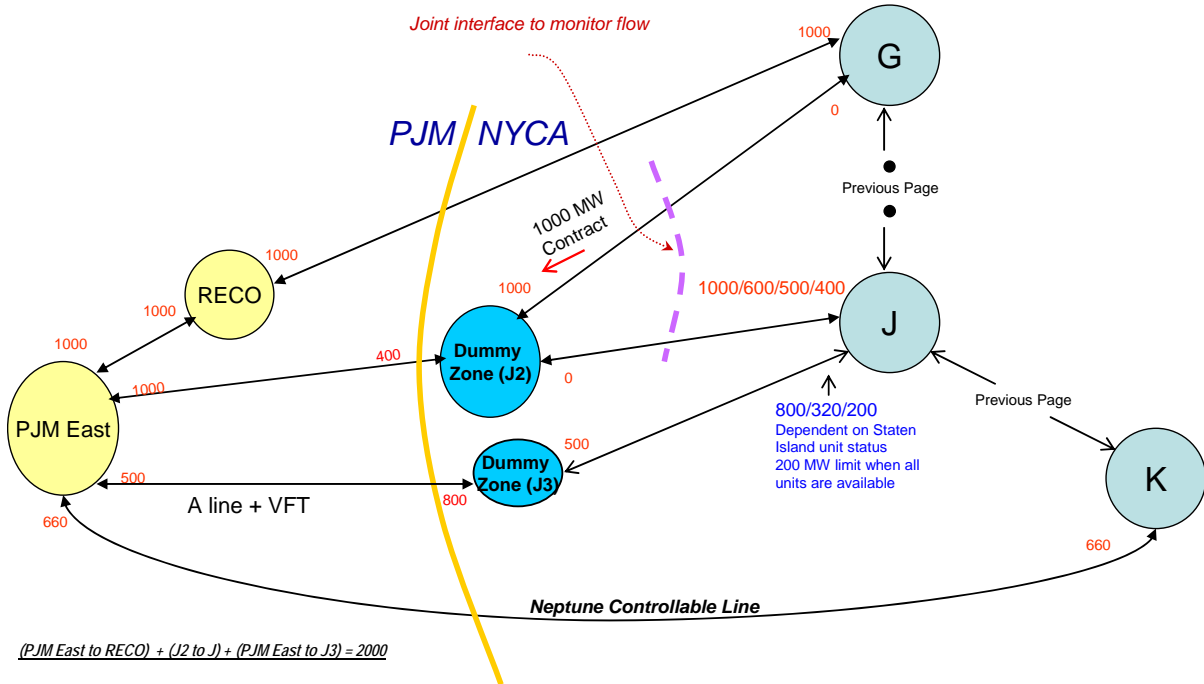 Joint interface to monitor flow
1000
G
0
PJM
NYCA
Previous Page
1000 MW
Contract
1000
RECO
1000
1000
1000
1000/600/500/400
J
1000
400
Dummy
Zone (J2)
0
PJM East
800/320/200
Dependent on Staten
Island unit status
200 MW limit when all
units are available
Previous Page
500
Dummy
Zone (J3)
500
800
A line + VFT
K
660
660
Neptune Controllable Line
(PJM East to RECO) + (J2 to J) + (PJM East to J3) = 2000